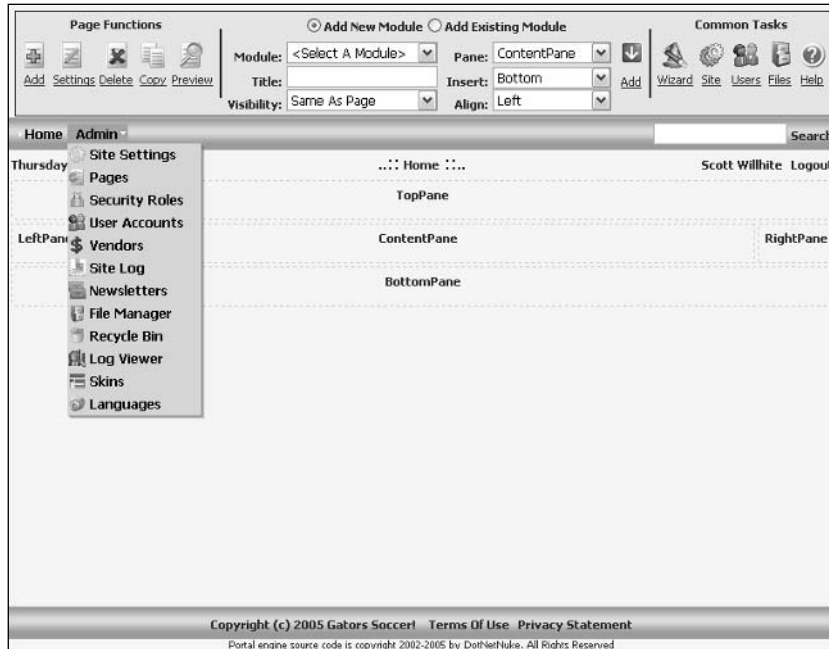 Page Functions
Add Settings Delete Copy Preview
Add New Module Add Existing Module
Module: <Select A Module> Pane: ContentPane
Title: Insert: Bottom Add
Visibility: Same As Page Align: Left
Common Tasks
Wizard Site Users Files Help
Home Admin Search
Thursday ..:: Home ::.. Scott Willhite Logout
Site Settings
Pages
Security Roles
User Accounts
Vendors
Site Log
Newsletters
File Manager
Recycle Bin
Log Viewer
Skins
Languages
TopPane
LeftPane ContentPane RightPane
BottomPane
Copyright (c) 2005 Gators Soccer! Terms Of Use Privacy Statement
Portal engine source code is copyright 2002-2005 by DotNetNuke. All Rights Reserved